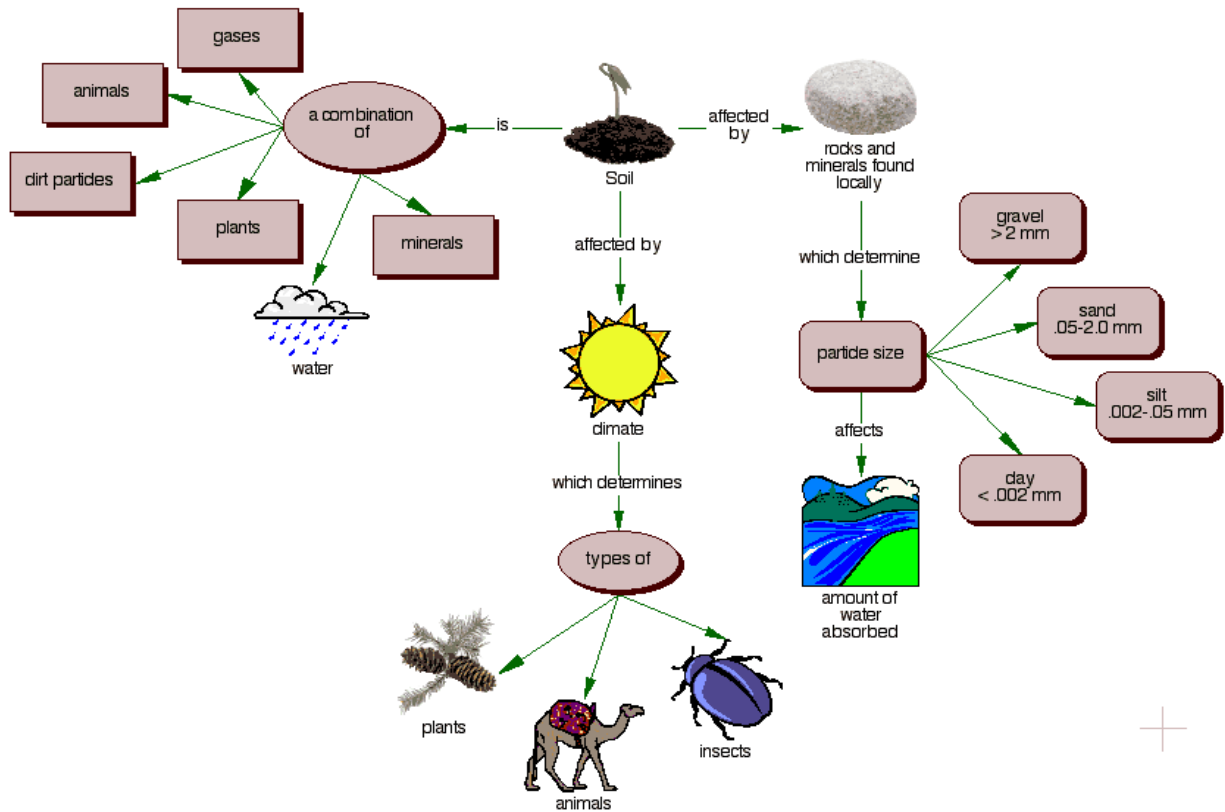 gases
animals
a combination
of
is
affected
by
dirt particles
Soil
rocks and
minerals found
locally
plants
minerals
gravel
> 2 mm
affected by
which determine
sand
.05-2.0 mm
water
particle size
silt
.002-.05 mm
climate
affects
clay
< .002 mm
which determines
types of
amount of
water
absorbed
plants
insects
animals